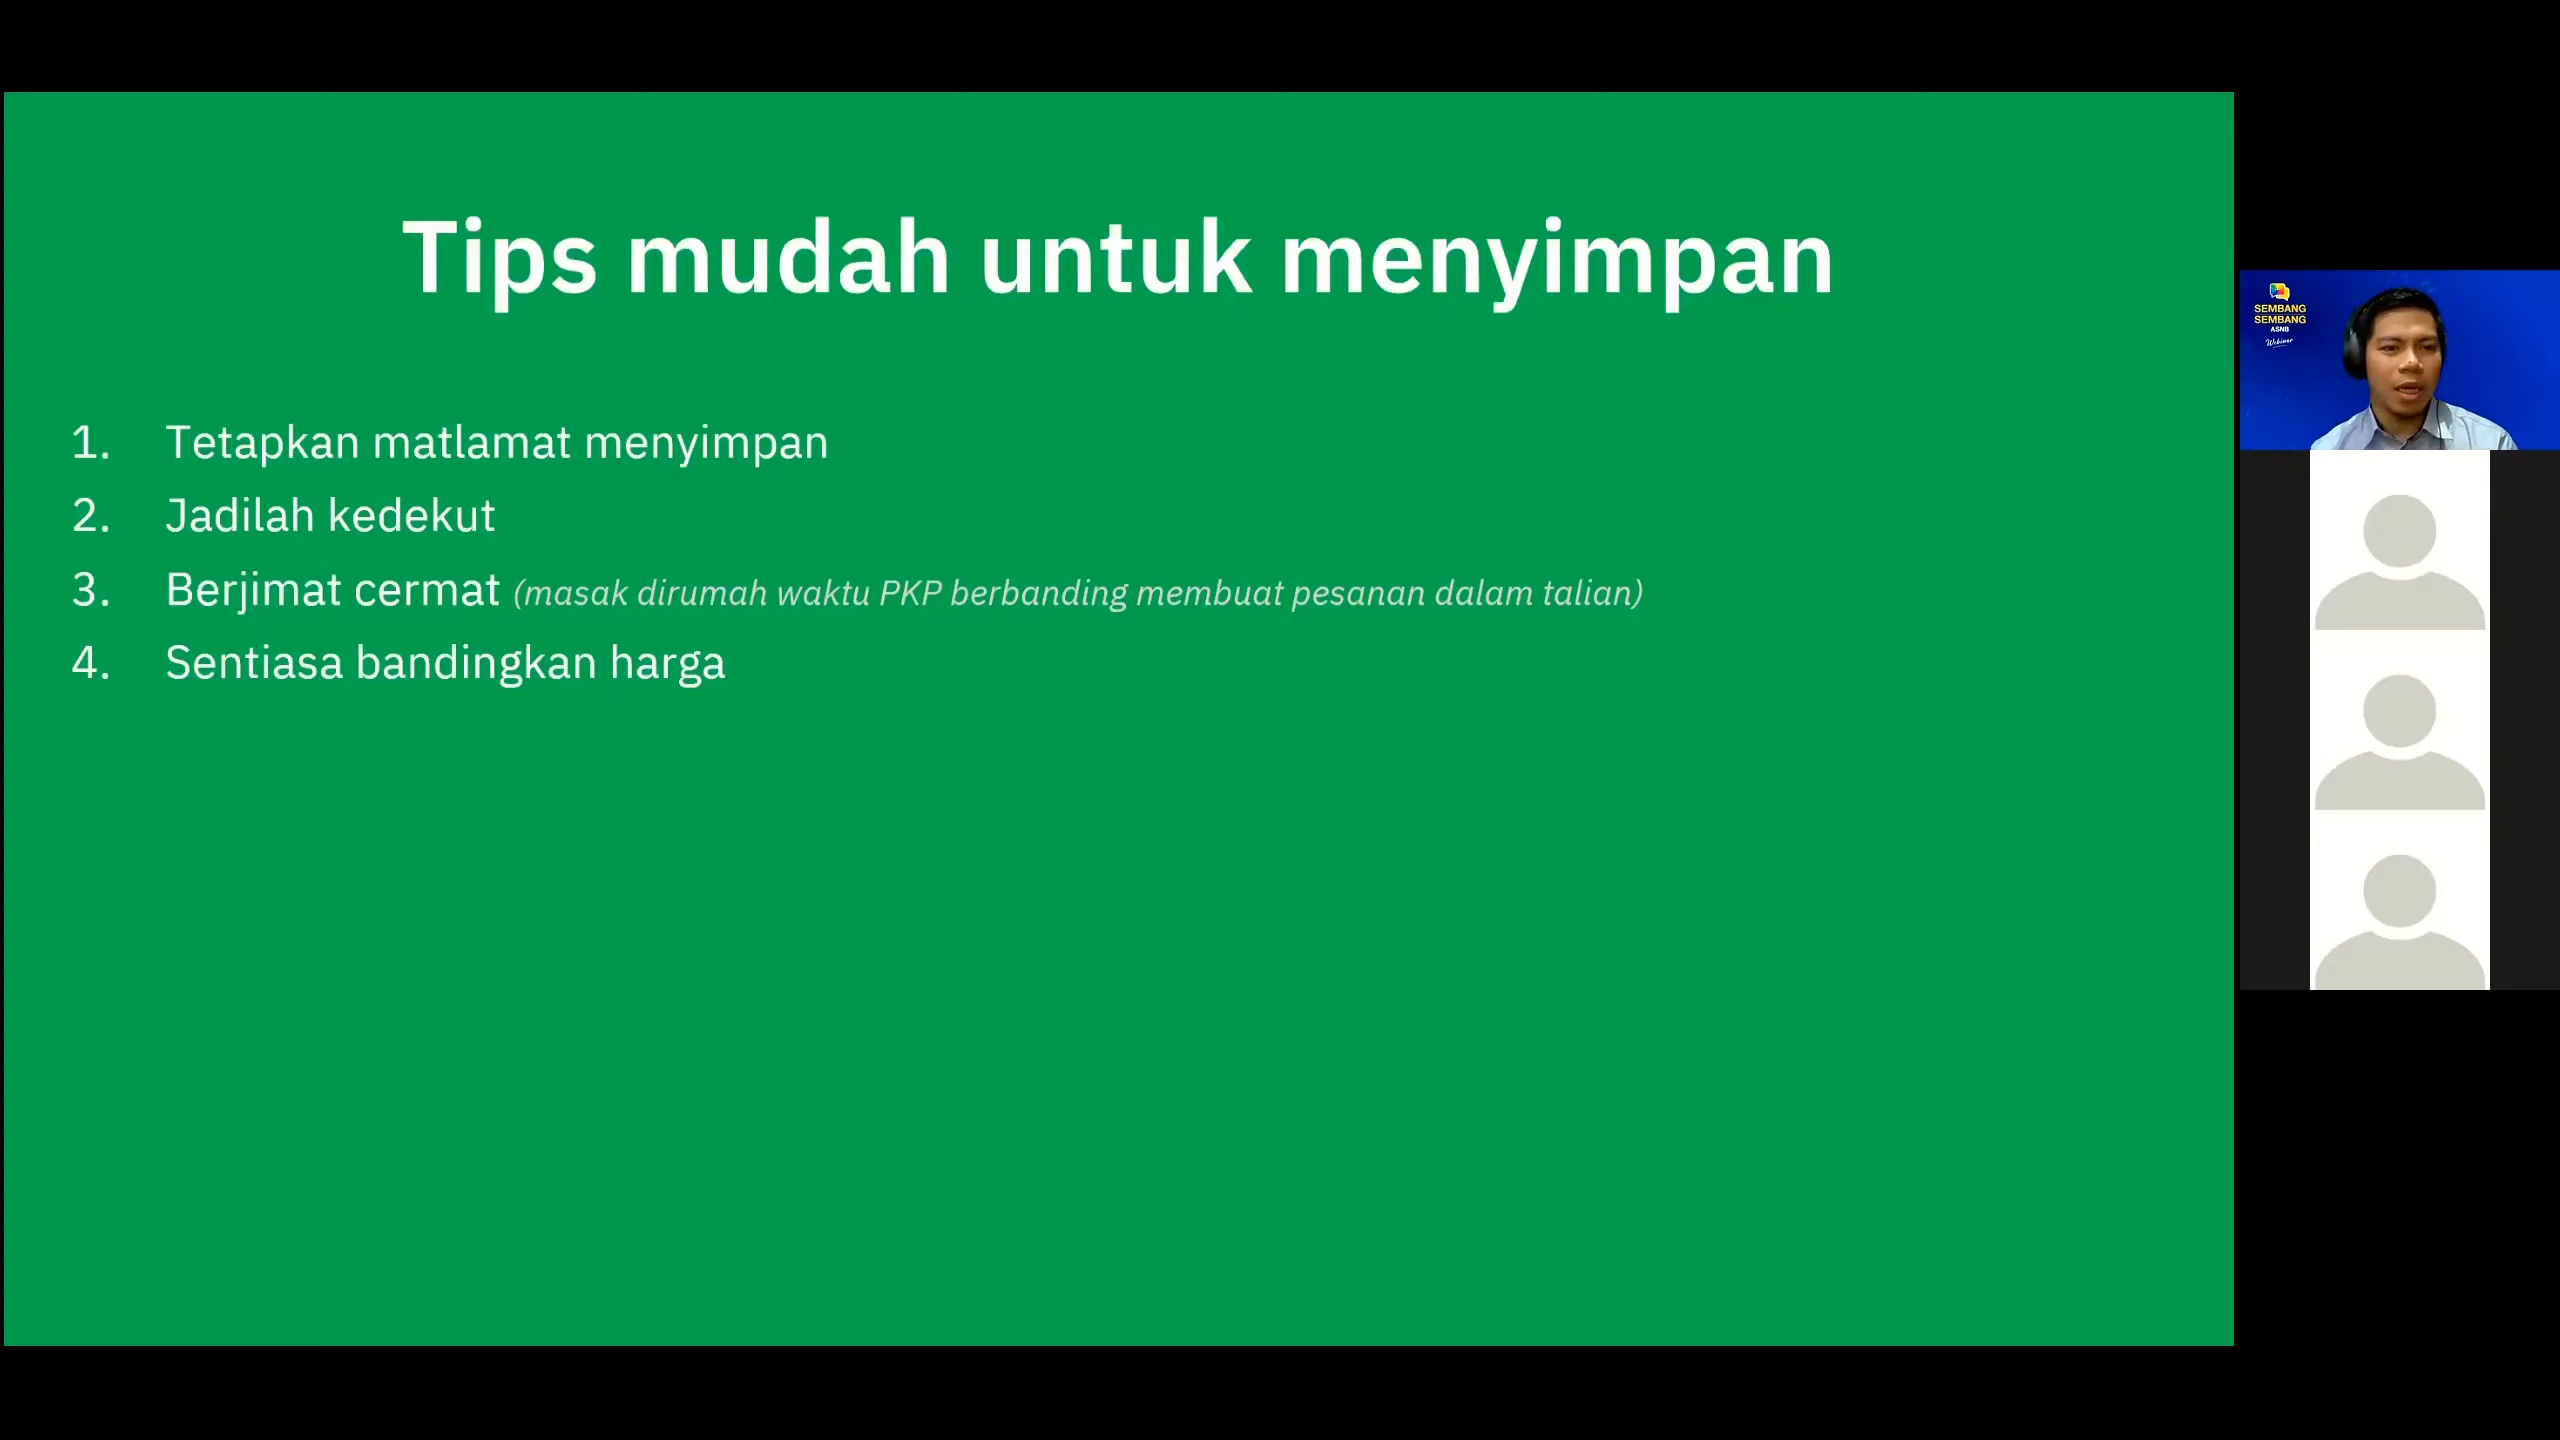 Tips mudah untuk menyimpan
1. Tetapkan matlamat menyimpan
2. Jadilah kedekut
3. Berjimat cermat (masak dirumah waktu PKP berbanding membuat pesanan dalam talian)
4. Sentiasa bandingkan harga
SEMBANG
SEMBANG
ASNB
Webinar